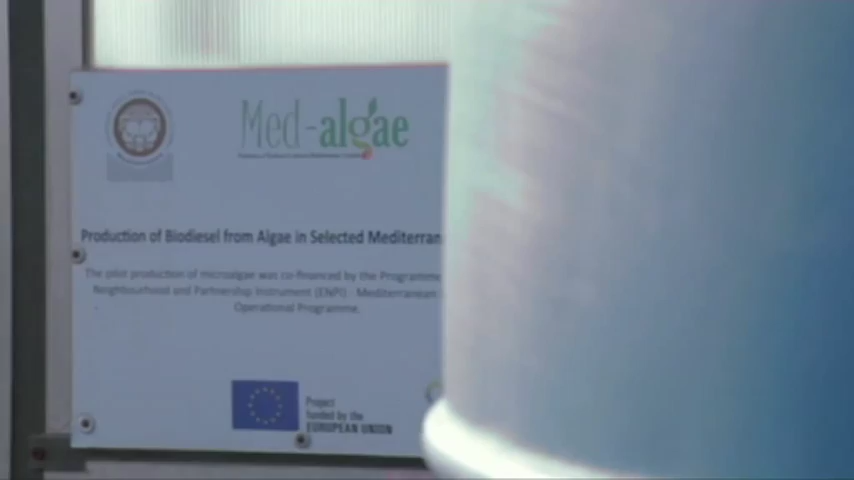 Med-algae
Production of Biodiesel from Algae in Selected Mediterran
The pilot production of microalgae was co-financed by the Programme
Neighbourhood and Partnership Instrument (ENPI) - Mediterranean
Operational Programme.
Project
funded by the
EUROPEAN UNION